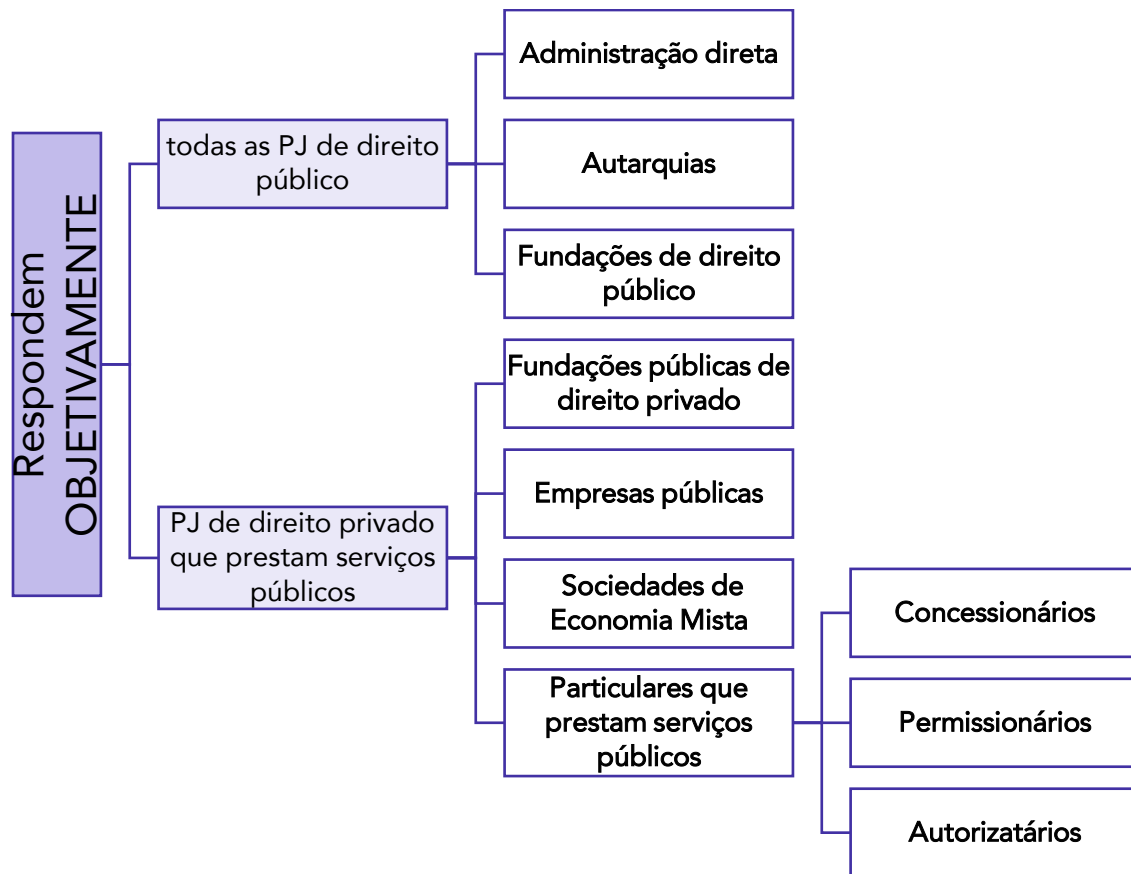 Respondem
OBJETIVAMENTE
todas as PJ de direito
público
Administração direta
Autarquias
Fundações de direito
público
PJ de direito privado
que prestam serviços
públicos
Fundações públicas de
direito privado
Empresas públicas
Sociedades de
Economia Mista
Particulares que
prestam serviços
públicos
Concessionários
Permissionários
Autorizatários